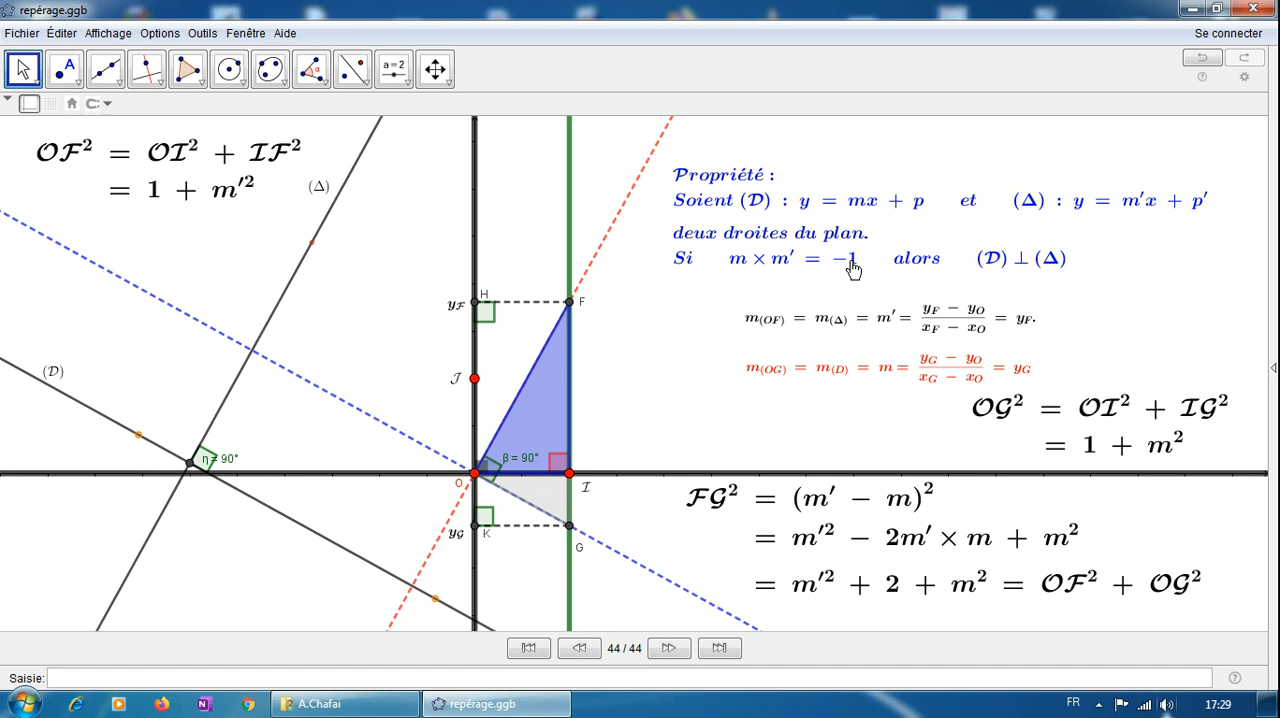 repérage.ggb
Fichier Éditer Affichage Options Outils Fenêtre Aide Se connecter
a=2
OF² = OI² + IF²
= 1 + m'²
(Δ)
Propriété :
Soient (D) : y = mx + p et (Δ) : y = m'x + p'
deux droites du plan.
Si m × m' = −1 alors (D) ⊥ (Δ)
H
y_F
F
m_(OF) = m_(Δ) = m' = (y_F − y_O)/(x_F − x_O) = y_F.
(D)
J
m_(OG) = m_(D) = m = (y_G − y_O)/(x_G − x_O) = y_G
OG² = OI² + IG²
= 1 + m²
η = 90°
β = 90°
O
I
FG² = (m' − m)²
= m'² − 2m' × m + m²
= m'² + 2 + m² = OF² + OG²
y_G
K
G
44 / 44
Saisie:
A.Chafai
repérage.ggb
FR
17:29